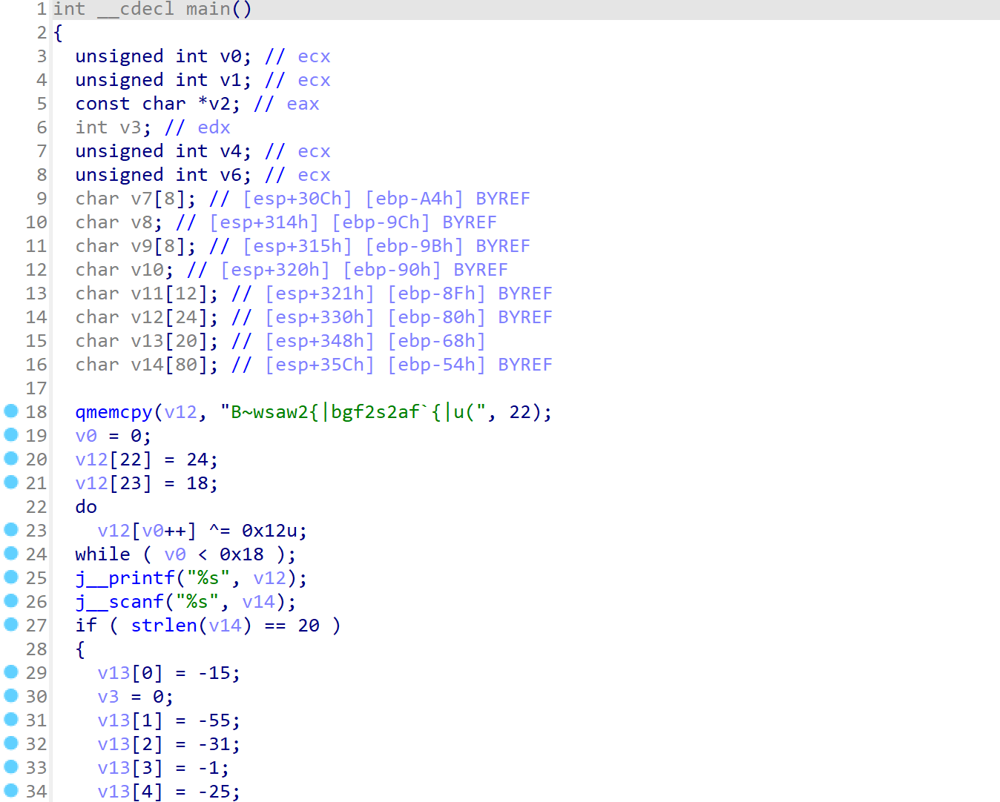 1 int __cdecl main()
2 {
3 unsigned int v0; // ecx
4 unsigned int v1; // ecx
5 const char *v2; // eax
6 int v3; // edx
7 unsigned int v4; // ecx
8 unsigned int v6; // ecx
9 char v7[8]; // [esp+30Ch] [ebp-A4h] BYREF
10 char v8; // [esp+314h] [ebp-9Ch] BYREF
11 char v9[8]; // [esp+315h] [ebp-9Bh] BYREF
12 char v10; // [esp+320h] [ebp-90h] BYREF
13 char v11[12]; // [esp+321h] [ebp-8Fh] BYREF
14 char v12[24]; // [esp+330h] [ebp-80h] BYREF
15 char v13[20]; // [esp+348h] [ebp-68h]
16 char v14[80]; // [esp+35Ch] [ebp-54h] BYREF
17
18 qmemcpy(v12, "B~wsaw2{|bgf2s2af`{|u(", 22);
19 v0 = 0;
20 v12[22] = 24;
21 v12[23] = 18;
22 do
23 v12[v0++] ^= 0x12u;
24 while ( v0 < 0x18 );
25 j__printf("%s", v12);
26 j__scanf("%s", v14);
27 if ( strlen(v14) == 20 )
28 {
29 v13[0] = -15;
30 v3 = 0;
31 v13[1] = -55;
32 v13[2] = -31;
33 v13[3] = -1;
34 v13[4] = -25;